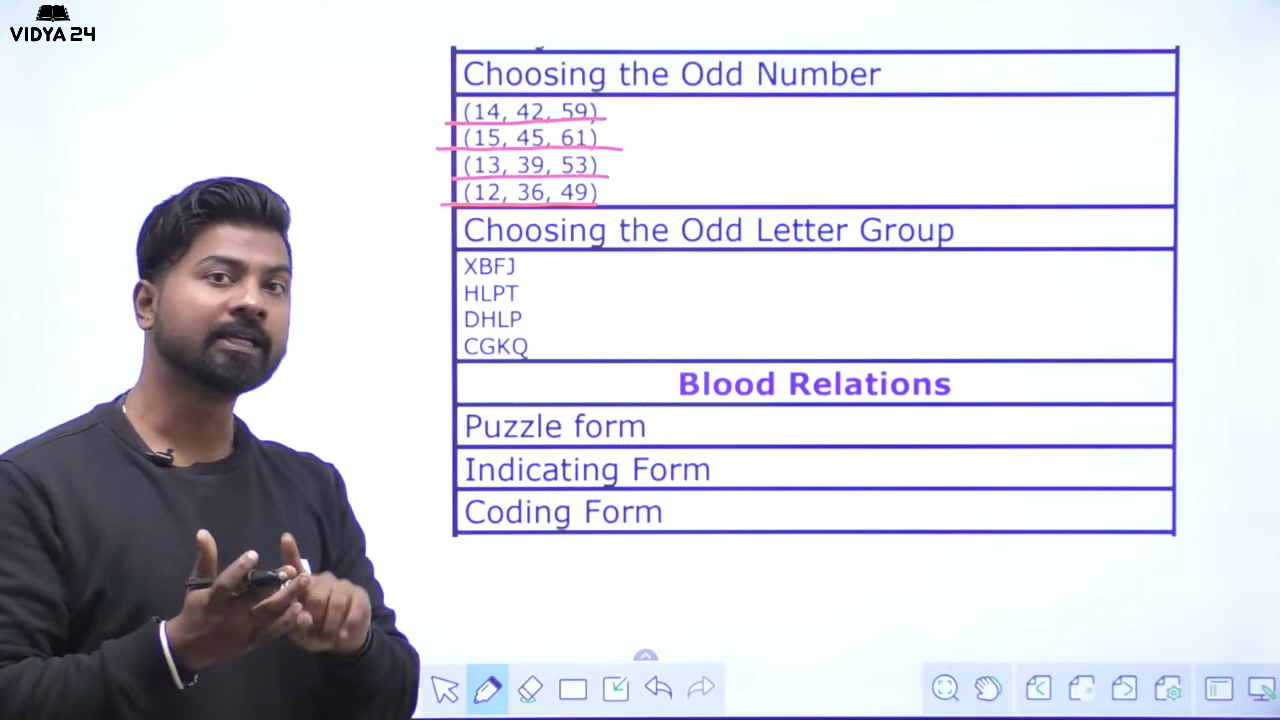 VIDYA 24
Choosing the Odd Number
(14, 42, 59)
(15, 45, 61)
(13, 39, 53)
(12, 36, 49)
Choosing the Odd Letter Group
XBFJ
HLPT
DHLP
CGKQ
Blood Relations
Puzzle form
Indicating Form
Coding Form